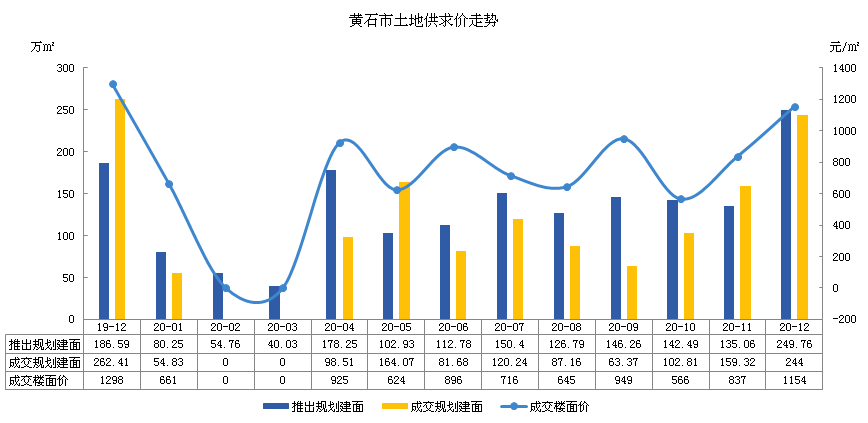 黄石市土地供求价走势
万㎡ 元/㎡
300 1400
250 1200
200 1000
150 800
100 600
50 400
0 200
0
-200
19-12 20-01 20-02 20-03 20-04 20-05 20-06 20-07 20-08 20-09 20-10 20-11 20-12
推出规划建面 186.59 80.25 54.76 40.03 178.25 102.93 112.78 150.4 126.79 146.26 142.49 135.06 249.76
成交规划建面 262.41 54.83 0 0 98.51 164.07 81.68 120.24 87.16 63.37 102.81 159.32 244
成交楼面价 1298 661 0 0 925 624 896 716 645 949 566 837 1154
推出规划建面 成交规划建面 成交楼面价